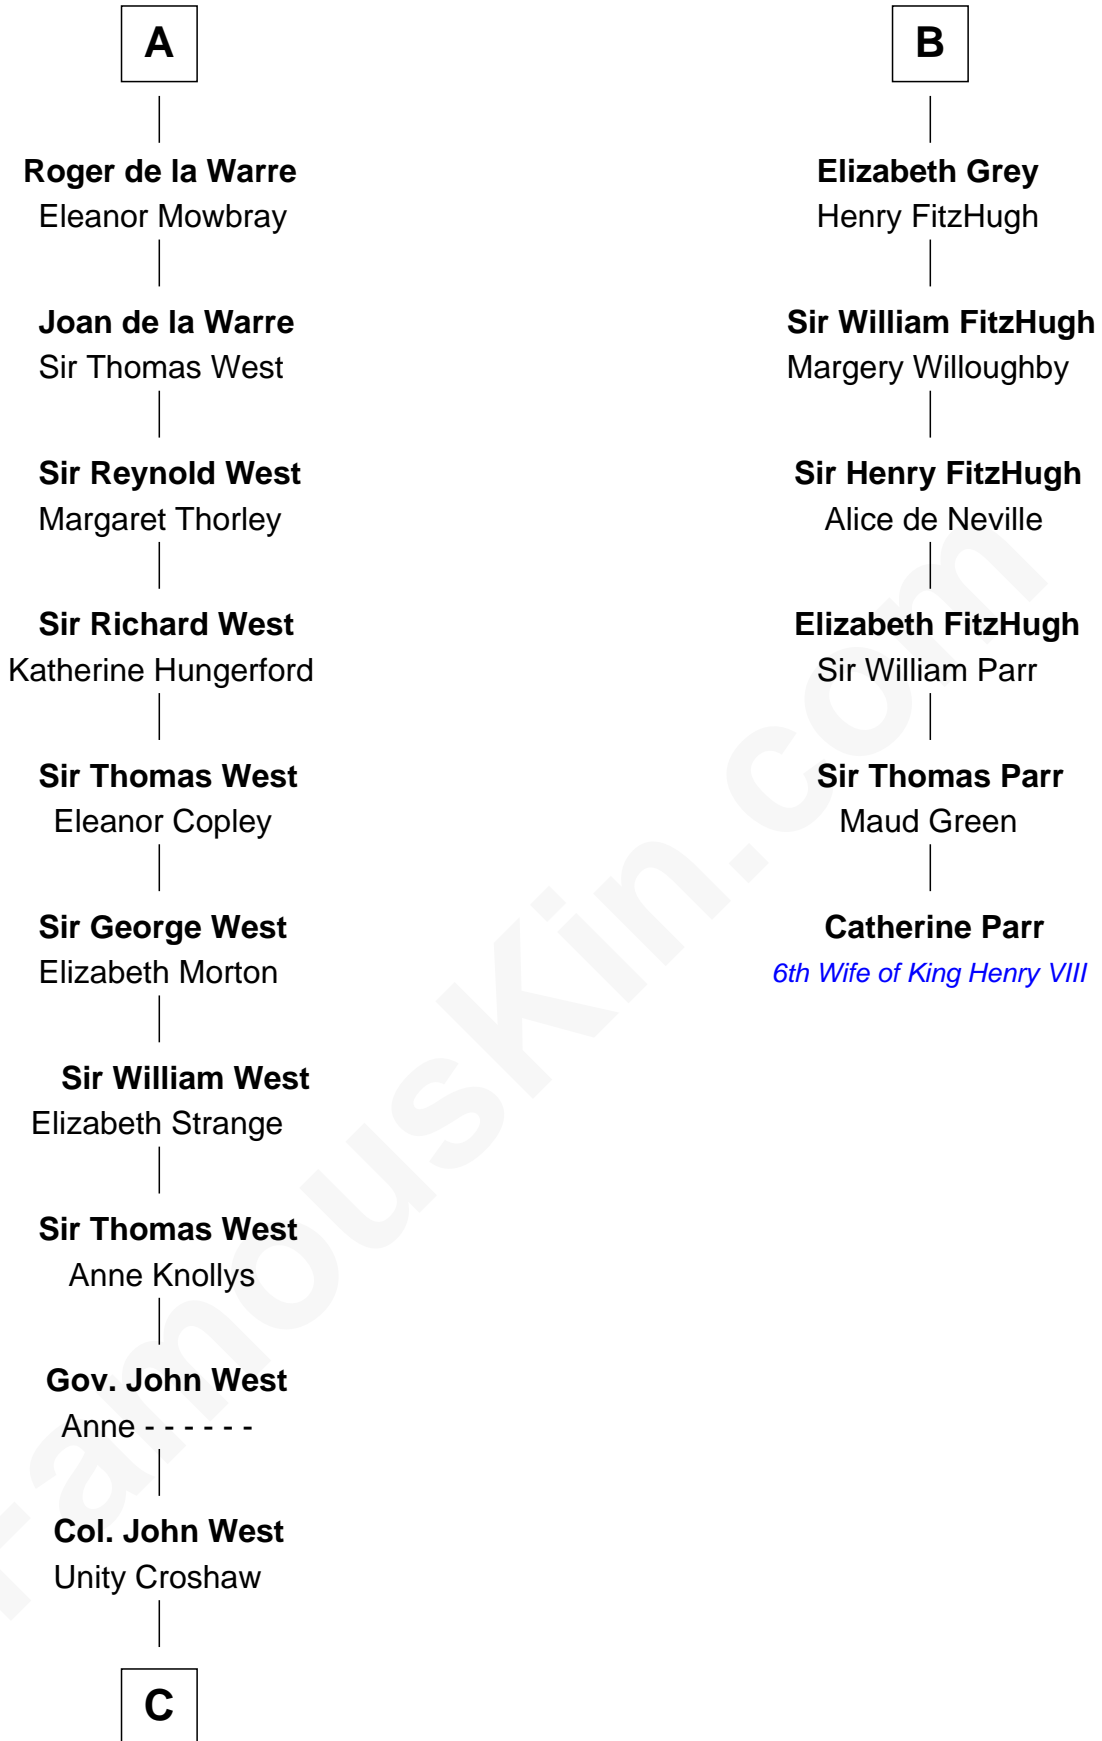 A
Roger de la Warre
Eleanor Mowbray
Joan de la Warre
Sir Thomas West
Sir Reynold West
Margaret Thorley
Sir Richard West
Katherine Hungerford
Sir Thomas West
Eleanor Copley
Sir George West
Elizabeth Morton
Sir William West
Elizabeth Strange
Sir Thomas West
Anne Knollys
Gov. John West
Anne - - - - - -
Col. John West
Unity Croshaw
C
B
Elizabeth Grey
Henry FitzHugh
Sir William FitzHugh
Margery Willoughby
Sir Henry FitzHugh
Alice de Neville
Elizabeth FitzHugh
Sir William Parr
Sir Thomas Parr
Maud Green
Catherine Parr
6th Wife of King Henry VIII
FamousKin.com